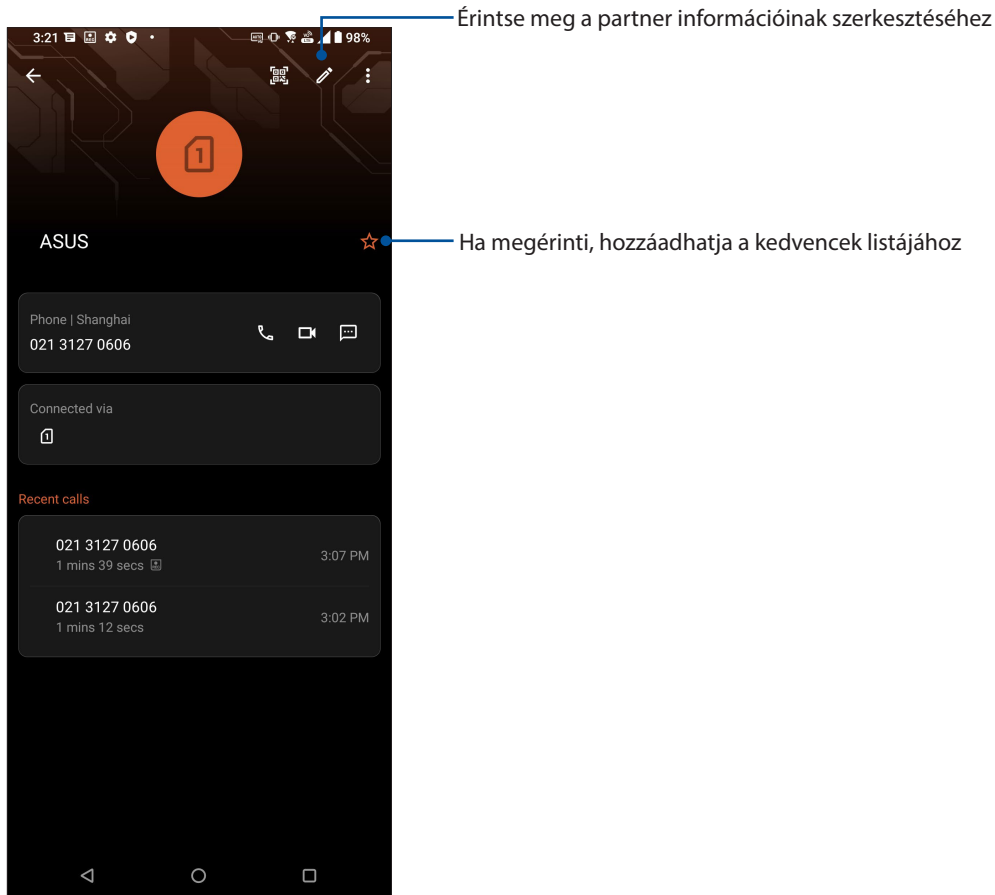 Érintse meg a partner információinak szerkesztéséhez
3:21 98%
1
ASUS
Ha megérinti, hozzáadhatja a kedvencek listájához
Phone | Shanghai
021 3127 0606
Connected via
1
Recent calls
021 3127 0606
3:07 PM
1 mins 39 secs
021 3127 0606
3:02 PM
1 mins 12 secs